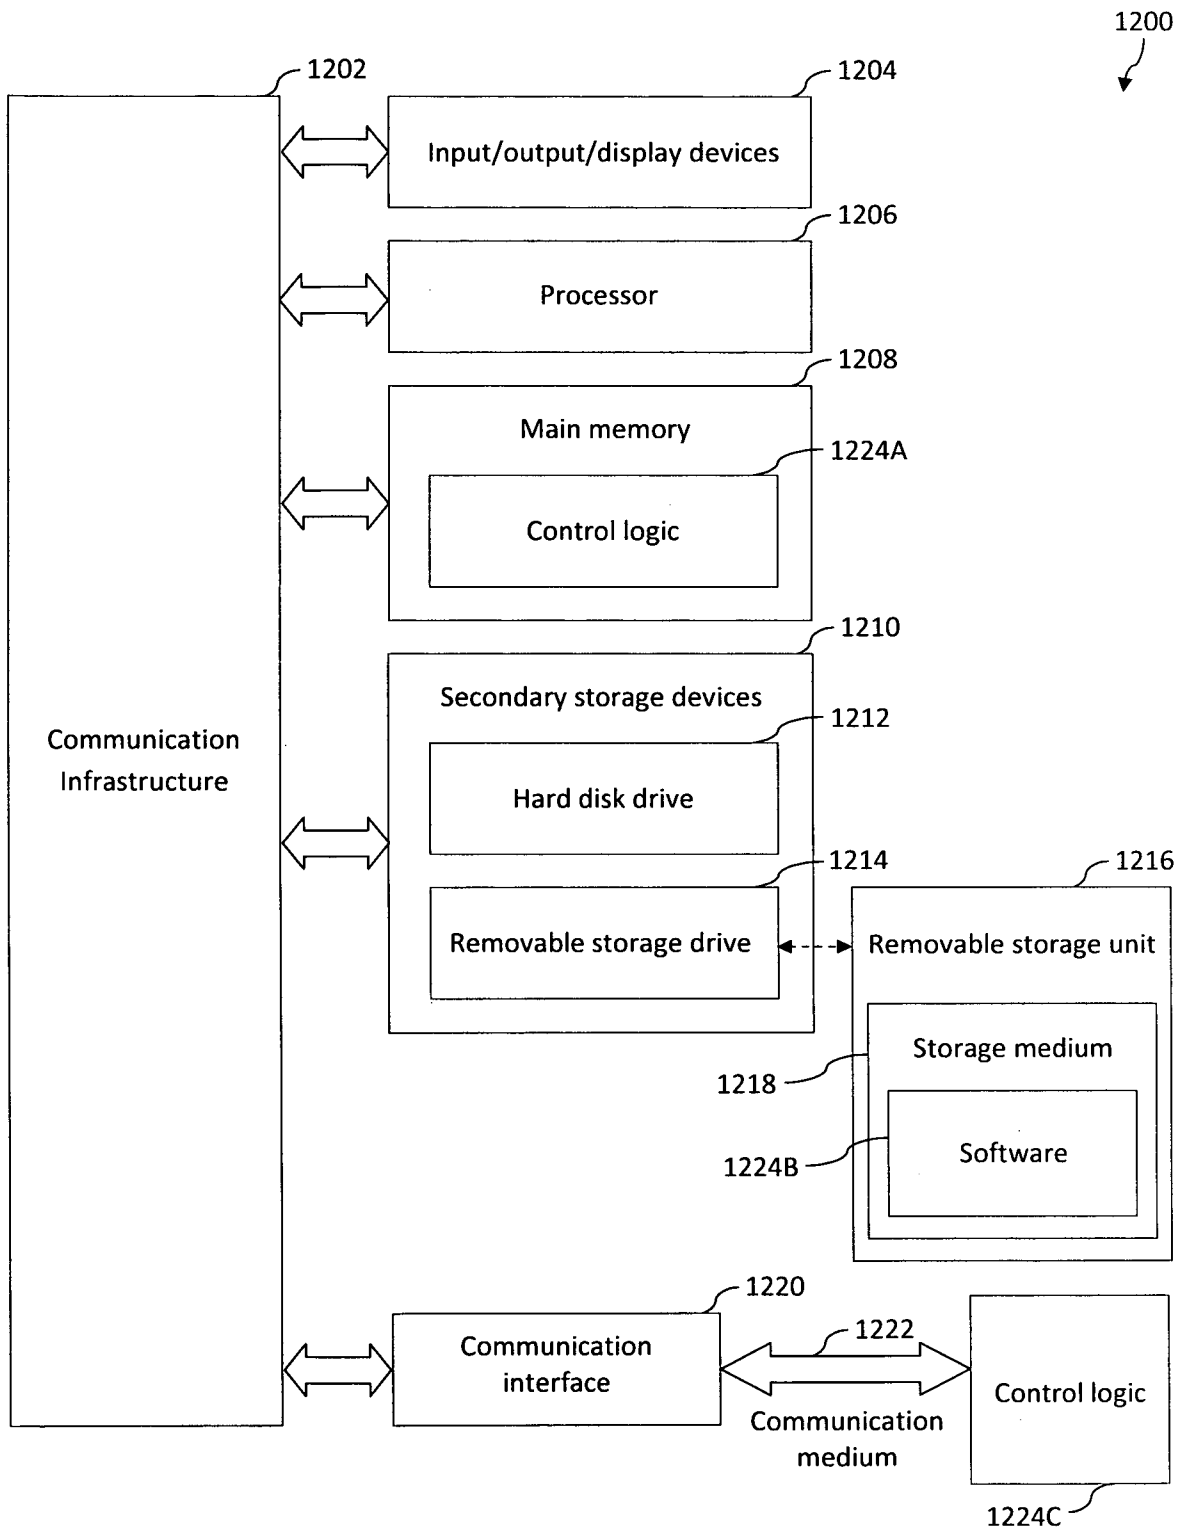 1200
1202
1204
Input/output/display devices
1206
Processor
1208
Main memory
1224A
Control logic
1210
Secondary storage devices
1212
Hard disk drive
Communication
Infrastructure
1214
Removable storage drive
1216
Removable storage unit
Storage medium
1218
Software
1224B
1220
Communication
interface
1222
Communication
medium
Control logic
1224C